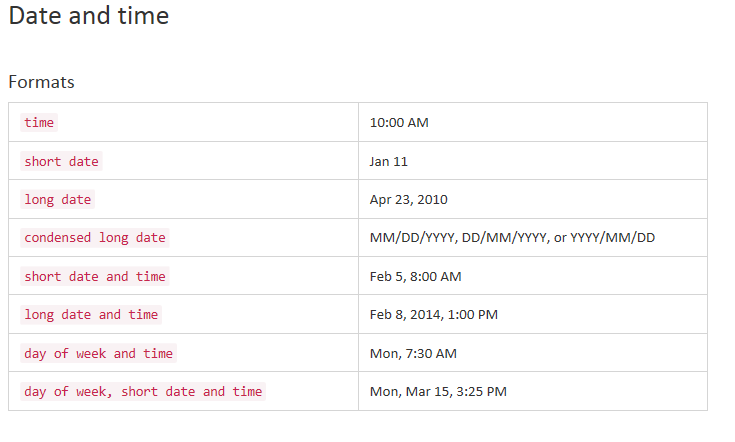 Date and time
Formats
time 10:00 AM
short date Jan 11
long date Apr 23, 2010
condensed long date MM/DD/YYYY, DD/MM/YYYY, or YYYY/MM/DD
short date and time Feb 5, 8:00 AM
long date and time Feb 8, 2014, 1:00 PM
day of week and time Mon, 7:30 AM
day of week, short date and time Mon, Mar 15, 3:25 PM